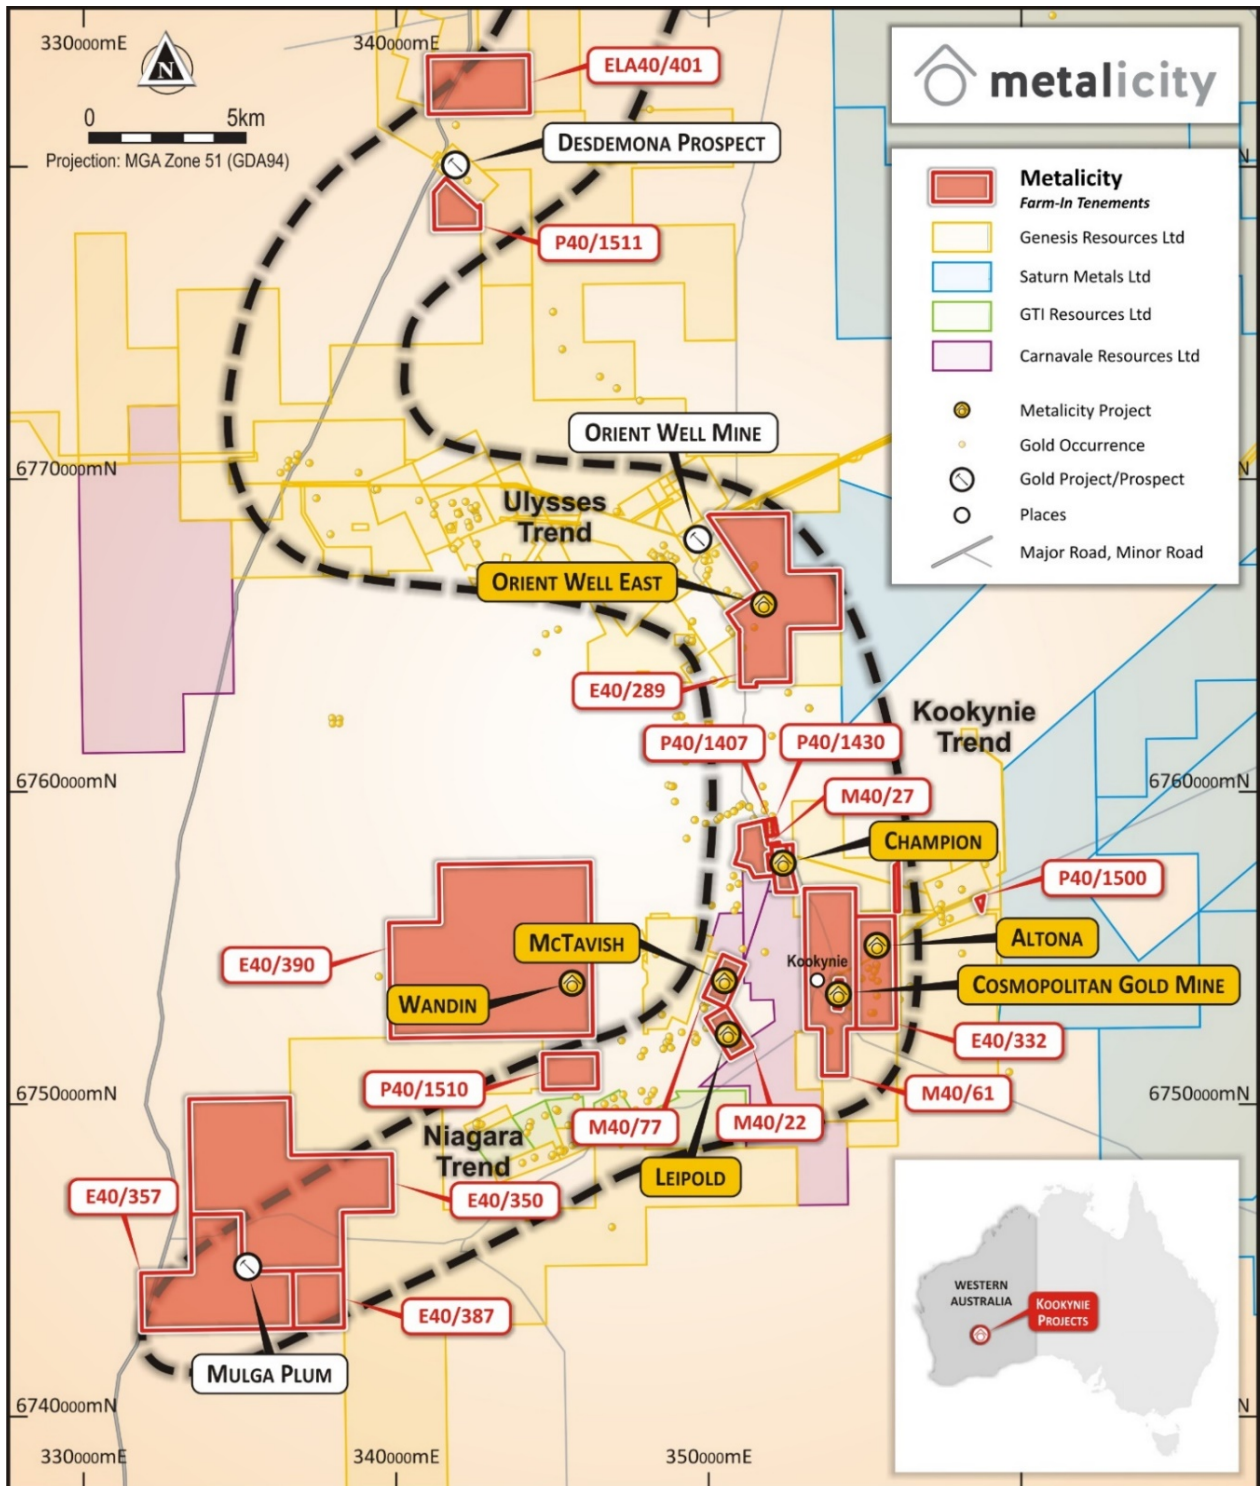 330000mE
340000mE
N
0
5km
Projection: MGA Zone 51 (GDA94)
ELA40/401
DESDEMONA PROSPECT
P40/1511
metalicity
Metalicity
Farm-In Tenements
Genesis Resources Ltd
Saturn Metals Ltd
GTI Resources Ltd
Carnavale Resources Ltd
Metalicity Project
Gold Occurrence
Gold Project/Prospect
Places
Major Road, Minor Road
N
ORIENT WELL MINE
6770000mN
N
Ulysses
Trend
ORIENT WELL EAST
E40/289
Kookynie
Trend
P40/1407
P40/1430
6760000mN
6760000mN
M40/27
CHAMPION
P40/1500
MCTAVISH
ALTONA
E40/390
Kookynie
WANDIN
COSMOPOLITAN GOLD MINE
E40/332
P40/1510
M40/61
6750000mN
6750000mN
M40/77
M40/22
Niagara
Trend
LEIPOLD
E40/357
E40/350
E40/387
MULGA PLUM
WESTERN
AUSTRALIA
KOOKYNIE
PROJECTS
6740000mN
N
330000mE
340000mE
350000mE